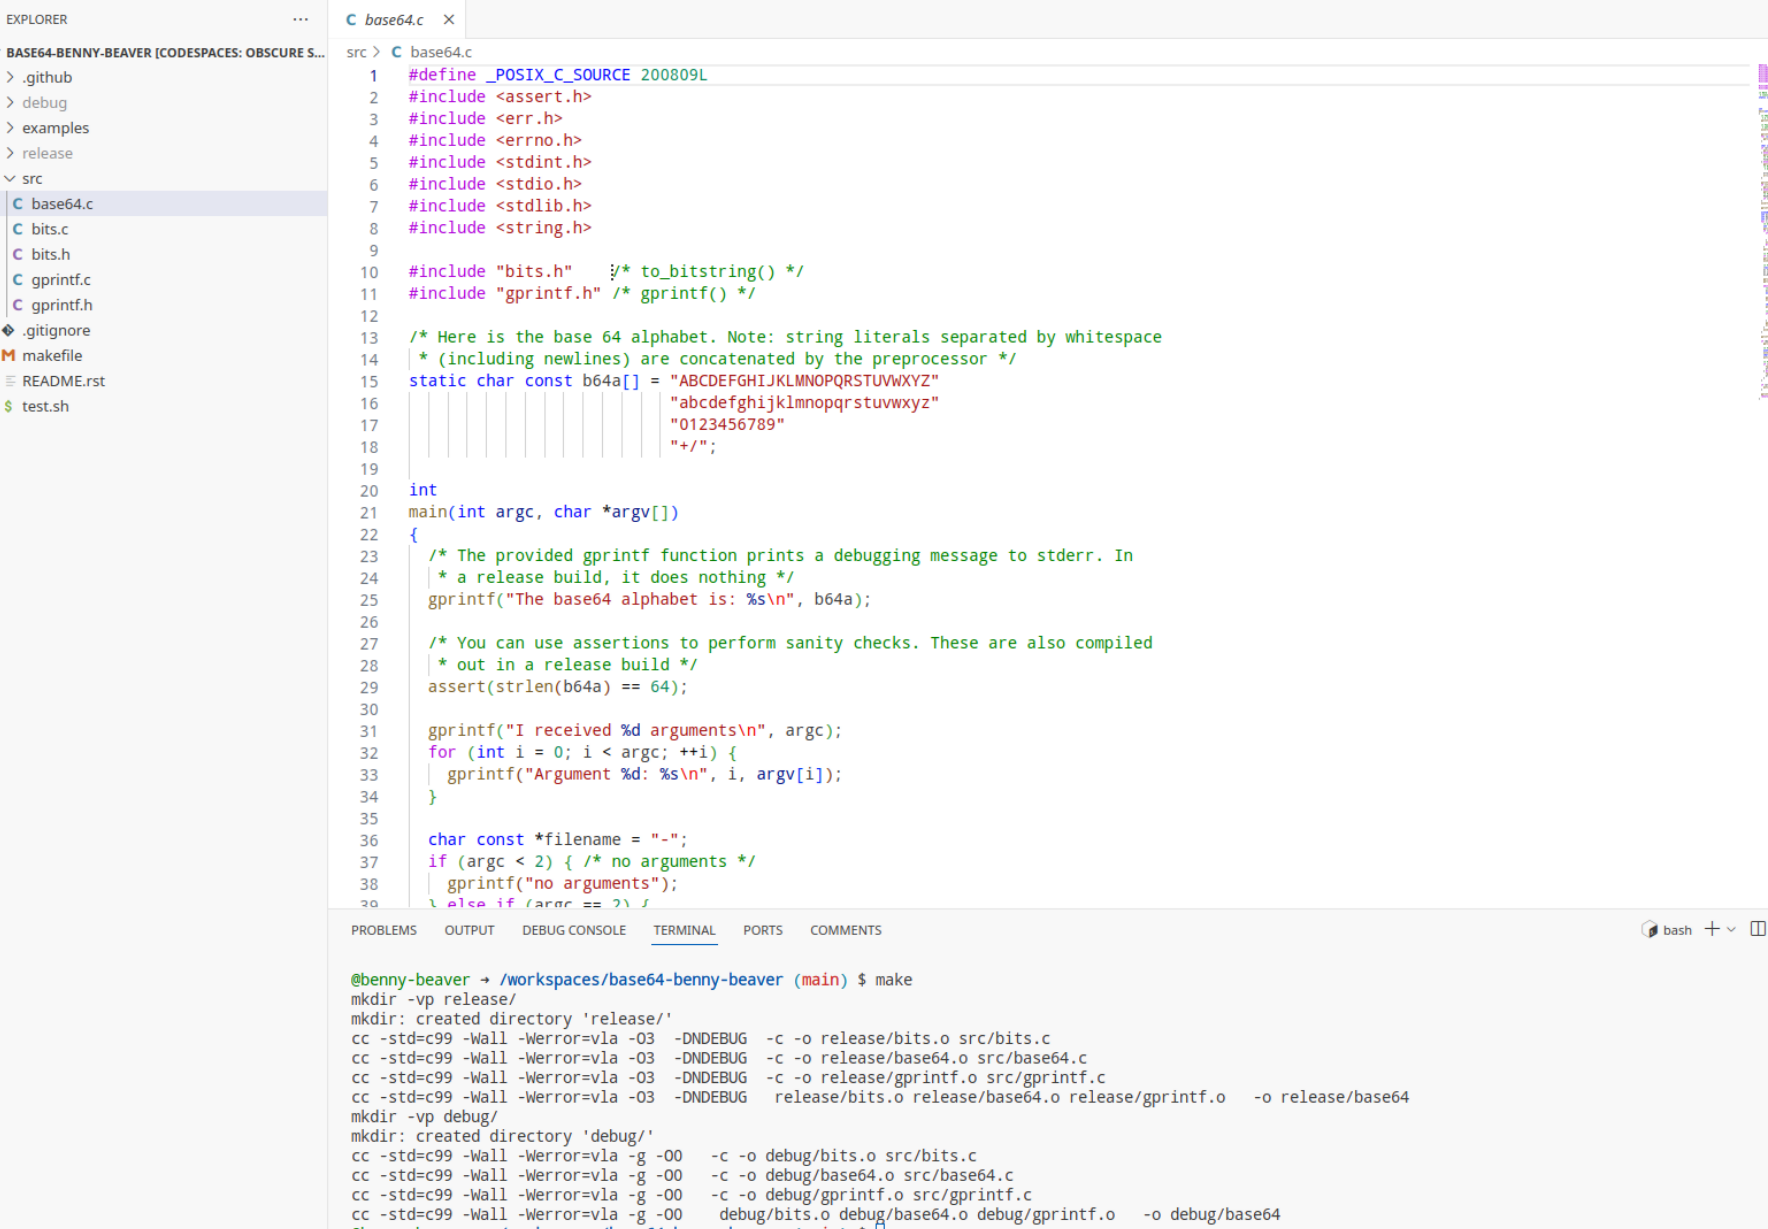 EXPLORER
BASE64-BENNY-BEAVER [CODESPACES: OBSCURE S...
.github
debug
examples
release
src
C base64.c
C bits.c
C bits.h
C gprintf.c
C gprintf.h
.gitignore
M makefile
README.rst
$ test.sh
C base64.c
src > C base64.c
1 #define _POSIX_C_SOURCE 200809L
2 #include <assert.h>
3 #include <err.h>
4 #include <errno.h>
5 #include <stdint.h>
6 #include <stdio.h>
7 #include <stdlib.h>
8 #include <string.h>
9
10 #include "bits.h"    /* to_bitstring() */
11 #include "gprintf.h" /* gprintf() */
12
13 /* Here is the base 64 alphabet. Note: string literals separated by whitespace
14  * (including newlines) are concatenated by the preprocessor */
15 static char const b64a[] = "ABCDEFGHIJKLMNOPQRSTUVWXYZ"
16                            "abcdefghijklmnopqrstuvwxyz"
17                            "0123456789"
18                            "+/";
19
20 int
21 main(int argc, char *argv[])
22 {
23   /* The provided gprintf function prints a debugging message to stderr. In
24    * a release build, it does nothing */
25   gprintf("The base64 alphabet is: %s\n", b64a);
26
27   /* You can use assertions to perform sanity checks. These are also compiled
28    * out in a release build */
29   assert(strlen(b64a) == 64);
30
31   gprintf("I received %d arguments\n", argc);
32   for (int i = 0; i < argc; ++i) {
33     gprintf("Argument %d: %s\n", i, argv[i]);
34   }
35
36   char const *filename = "-";
37   if (argc < 2) { /* no arguments */
38     gprintf("no arguments");
39   } else if (argc == 2) {
PROBLEMS OUTPUT DEBUG CONSOLE TERMINAL PORTS COMMENTS
bash
@benny-beaver → /workspaces/base64-benny-beaver (main) $ make
mkdir -vp release/
mkdir: created directory 'release/'
cc -std=c99 -Wall -Werror=vla -O3  -DNDEBUG  -c -o release/bits.o src/bits.c
cc -std=c99 -Wall -Werror=vla -O3  -DNDEBUG  -c -o release/base64.o src/base64.c
cc -std=c99 -Wall -Werror=vla -O3  -DNDEBUG  -c -o release/gprintf.o src/gprintf.c
cc -std=c99 -Wall -Werror=vla -O3  -DNDEBUG   release/bits.o release/base64.o release/gprintf.o   -o release/base64
mkdir -vp debug/
mkdir: created directory 'debug/'
cc -std=c99 -Wall -Werror=vla -g -O0   -c -o debug/bits.o src/bits.c
cc -std=c99 -Wall -Werror=vla -g -O0   -c -o debug/base64.o src/base64.c
cc -std=c99 -Wall -Werror=vla -g -O0   -c -o debug/gprintf.o src/gprintf.c
cc -std=c99 -Wall -Werror=vla -g -O0    debug/bits.o debug/base64.o debug/gprintf.o   -o debug/base64